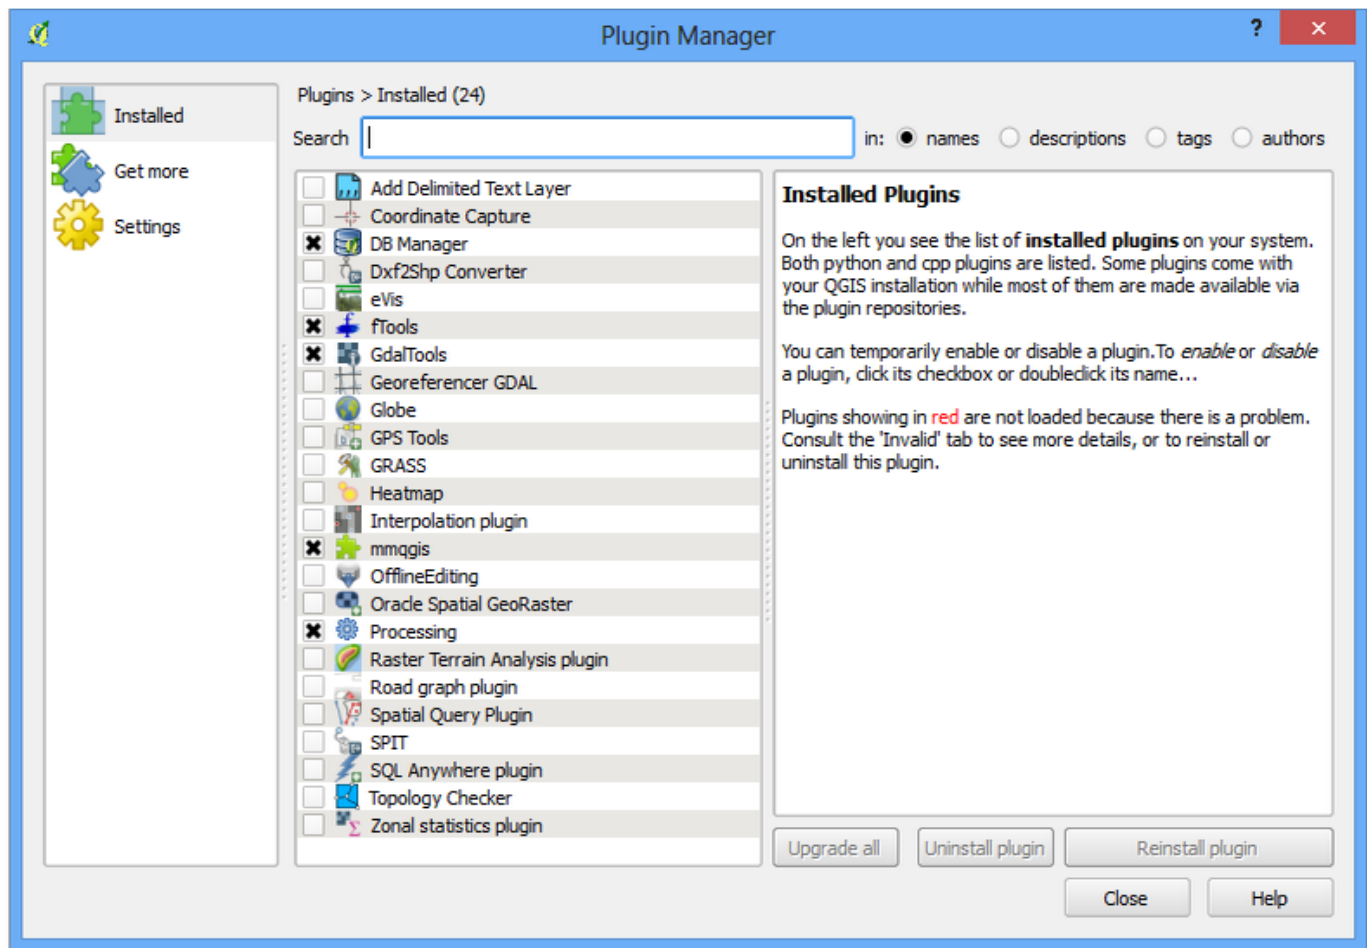 Plugin Manager
?
Installed
Get more
Settings
Plugins > Installed (24)
Search in: names descriptions tags authors
Add Delimited Text Layer
Coordinate Capture
DB Manager
Dxf2Shp Converter
eVis
fTools
GdalTools
Georeferencer GDAL
Globe
GPS Tools
GRASS
Heatmap
Interpolation plugin
mmqgis
OfflineEditing
Oracle Spatial GeoRaster
Processing
Raster Terrain Analysis plugin
Road graph plugin
Spatial Query Plugin
SPIT
SQL Anywhere plugin
Topology Checker
Zonal statistics plugin
Installed Plugins
On the left you see the list of installed plugins on your system.
Both python and cpp plugins are listed. Some plugins come with
your QGIS installation while most of them are made available via
the plugin repositories.
You can temporarily enable or disable a plugin.To enable or disable
a plugin, click its checkbox or doubleclick its name...
Plugins showing in red are not loaded because there is a problem.
Consult the 'Invalid' tab to see more details, or to reinstall or
uninstall this plugin.
Upgrade all Uninstall plugin Reinstall plugin
Close Help